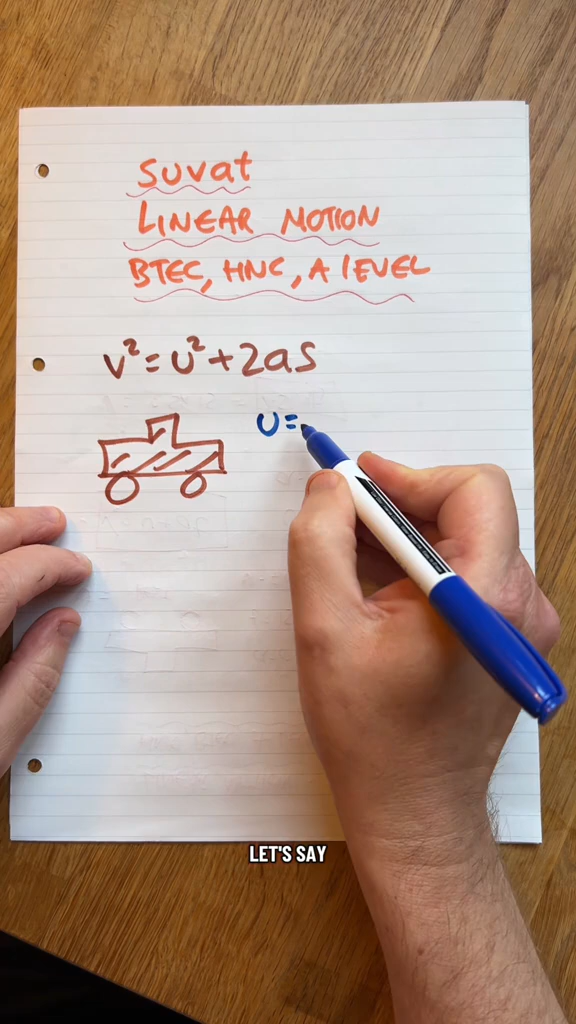 suvat
LINEAR MOTION
BTEC, HNC, A LEVEL
v² = u² + 2as
u =
LET'S SAY